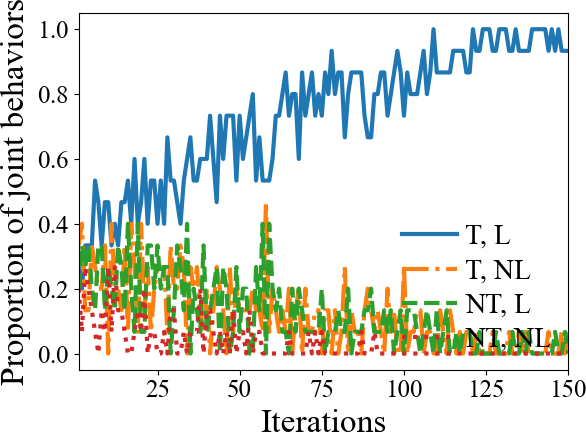 Proportion of joint behaviors
1.0
0.8
0.6
0.4
0.2
0.0
T, L
T, NL
NT, L
NT, NL
25 50 75 100 125 150
Iterations